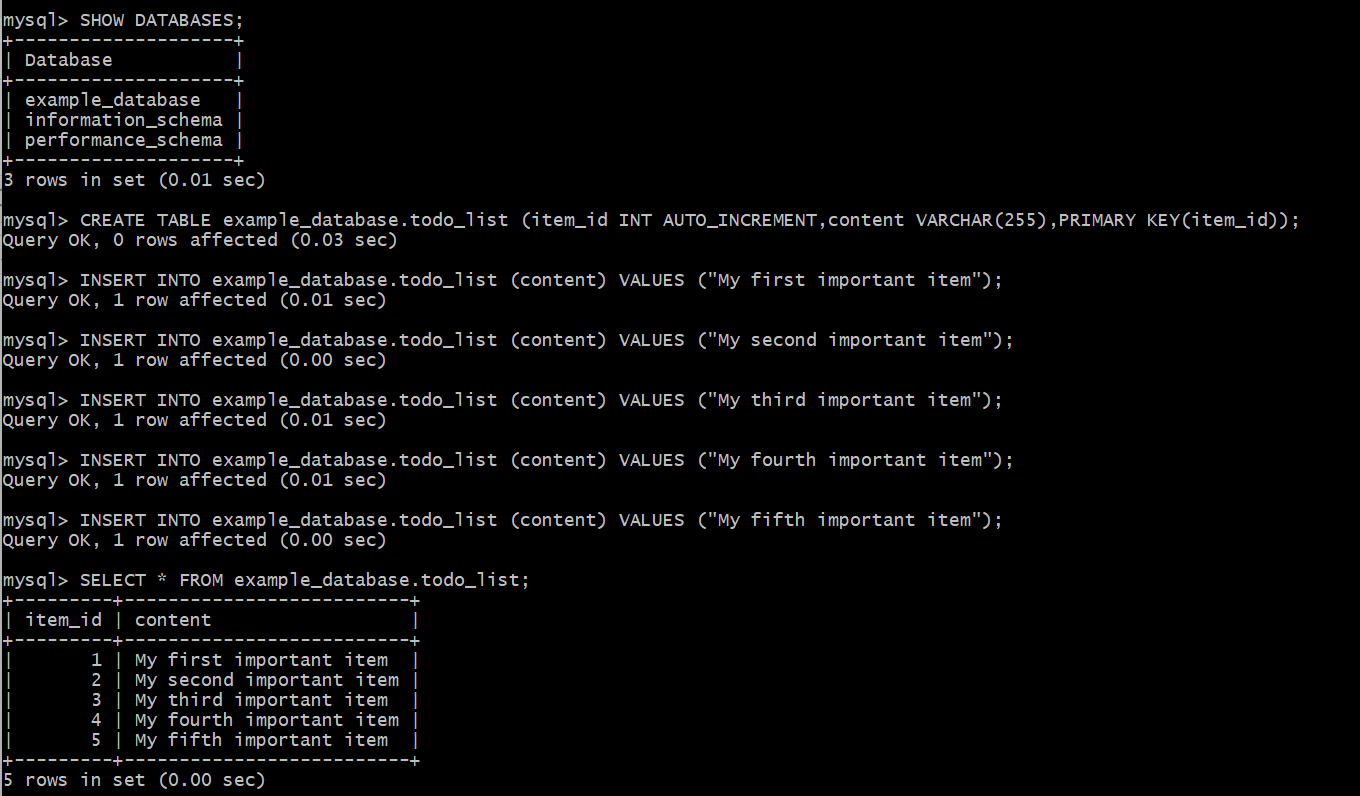 mysql> SHOW DATABASES;
+--------------------+
| Database           |
+--------------------+
| example_database   |
| information_schema |
| performance_schema |
+--------------------+
3 rows in set (0.01 sec)
mysql> CREATE TABLE example_database.todo_list (item_id INT AUTO_INCREMENT,content VARCHAR(255),PRIMARY KEY(item_id));
Query OK, 0 rows affected (0.03 sec)
mysql> INSERT INTO example_database.todo_list (content) VALUES ("My first important item");
Query OK, 1 row affected (0.01 sec)
mysql> INSERT INTO example_database.todo_list (content) VALUES ("My second important item");
Query OK, 1 row affected (0.00 sec)
mysql> INSERT INTO example_database.todo_list (content) VALUES ("My third important item");
Query OK, 1 row affected (0.01 sec)
mysql> INSERT INTO example_database.todo_list (content) VALUES ("My fourth important item");
Query OK, 1 row affected (0.01 sec)
mysql> INSERT INTO example_database.todo_list (content) VALUES ("My fifth important item");
Query OK, 1 row affected (0.00 sec)
mysql> SELECT * FROM example_database.todo_list;
+---------+--------------------------+
| item_id | content                  |
+---------+--------------------------+
|       1 | My first important item  |
|       2 | My second important item |
|       3 | My third important item  |
|       4 | My fourth important item |
|       5 | My fifth important item  |
+---------+--------------------------+
5 rows in set (0.00 sec)